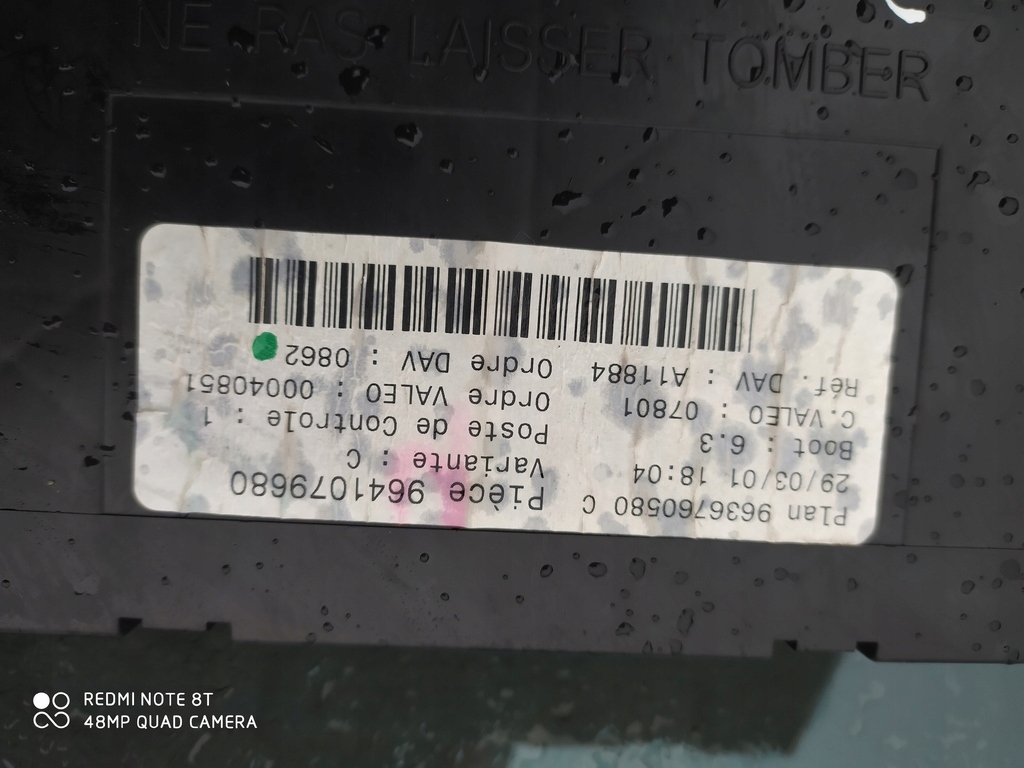 NE PAS LAISSER TOMBER
Plan 9636760580 C Pièce 9641079680
29/03/01 18:04 Variante : C
Boot : 6.3 Poste de Controle : 1
C.VALEO : 07801 Ordre VALEO : 00040851
Réf. DAV : A11884 Ordre DAV : 0862
REDMI NOTE 8T
48MP QUAD CAMERA